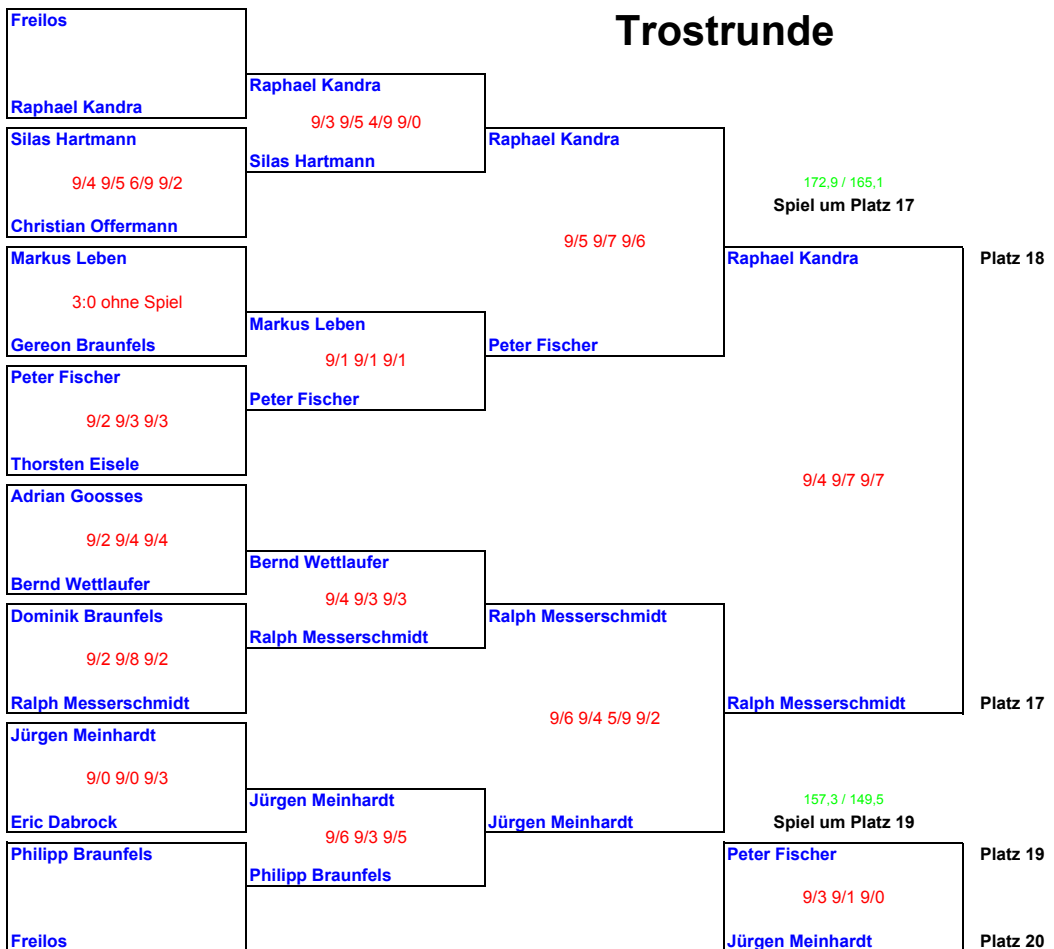 Trostrunde
Freilos
Raphael Kandra
Silas Hartmann
9/4 9/5 6/9 9/2
Christian Offermann
Markus Leben
3:0 ohne Spiel
Gereon Braunfels
Peter Fischer
9/2 9/3 9/3
Thorsten Eisele
Adrian Goosses
9/2 9/4 9/4
Bernd Wettlaufer
Dominik Braunfels
9/2 9/8 9/2
Ralph Messerschmidt
Jürgen Meinhardt
9/0 9/0 9/3
Eric Dabrock
Philipp Braunfels
Freilos
Raphael Kandra
9/3 9/5 4/9 9/0
Silas Hartmann
Markus Leben
9/1 9/1 9/1
Peter Fischer
Bernd Wettlaufer
9/4 9/3 9/3
Ralph Messerschmidt
Jürgen Meinhardt
9/6 9/3 9/5
Philipp Braunfels
Raphael Kandra
9/5 9/7 9/6
Peter Fischer
Ralph Messerschmidt
9/6 9/4 5/9 9/2
Jürgen Meinhardt
172,9 / 165,1
Spiel um Platz 17
Raphael Kandra
Platz 18
9/4 9/7 9/7
Ralph Messerschmidt
Platz 17
157,3 / 149,5
Spiel um Platz 19
Peter Fischer
Platz 19
9/3 9/1 9/0
Jürgen Meinhardt
Platz 20